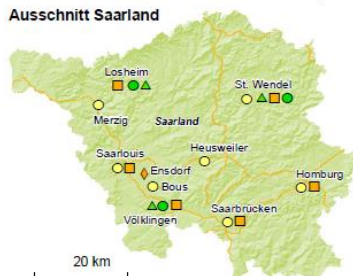 Ausschnitt Saarland
Losheim
St. Wendel
Merzig
Saarland
Heusweiler
Saarlouis
Ensdorf
Homburg
Bous
Saarbrücken
Völklingen
20 km